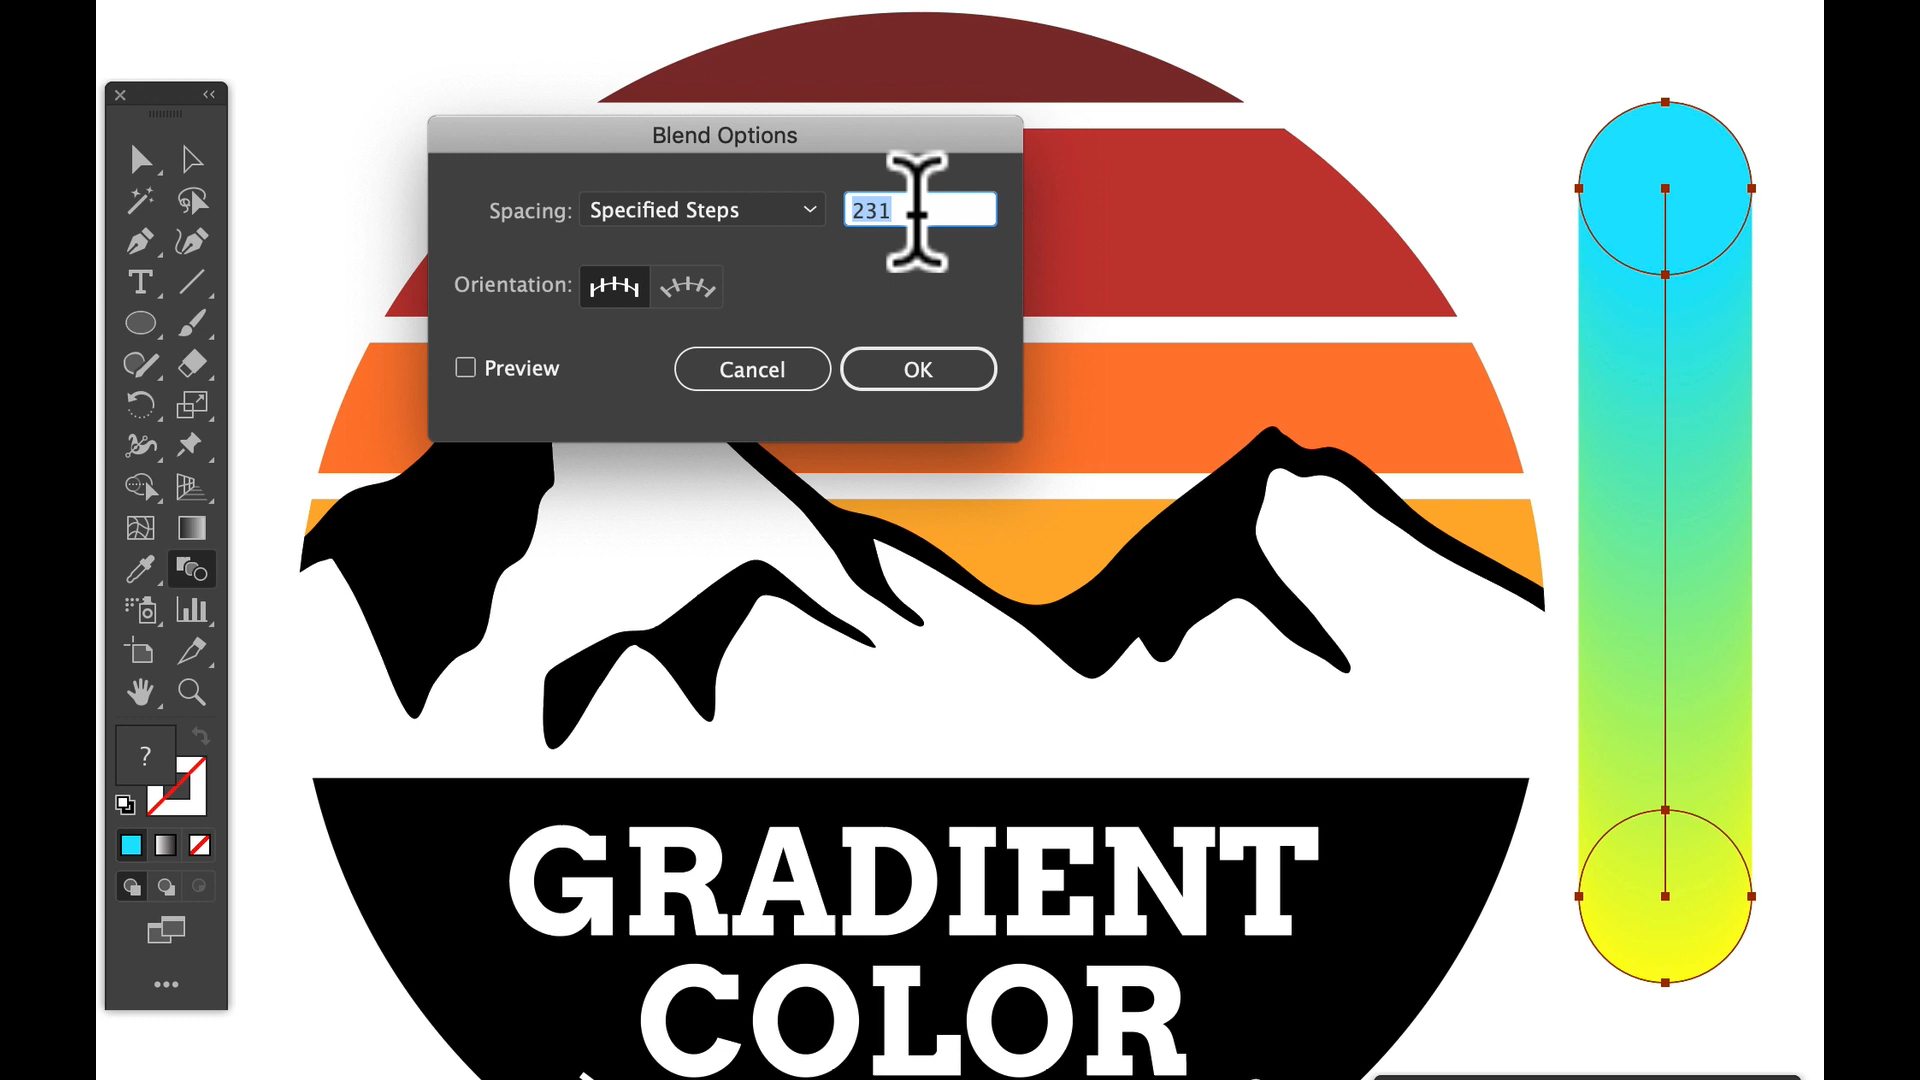 Blend Options
Spacing: Specified Steps 231
Orientation:
Preview Cancel OK
?
GRADIENT
COLOR